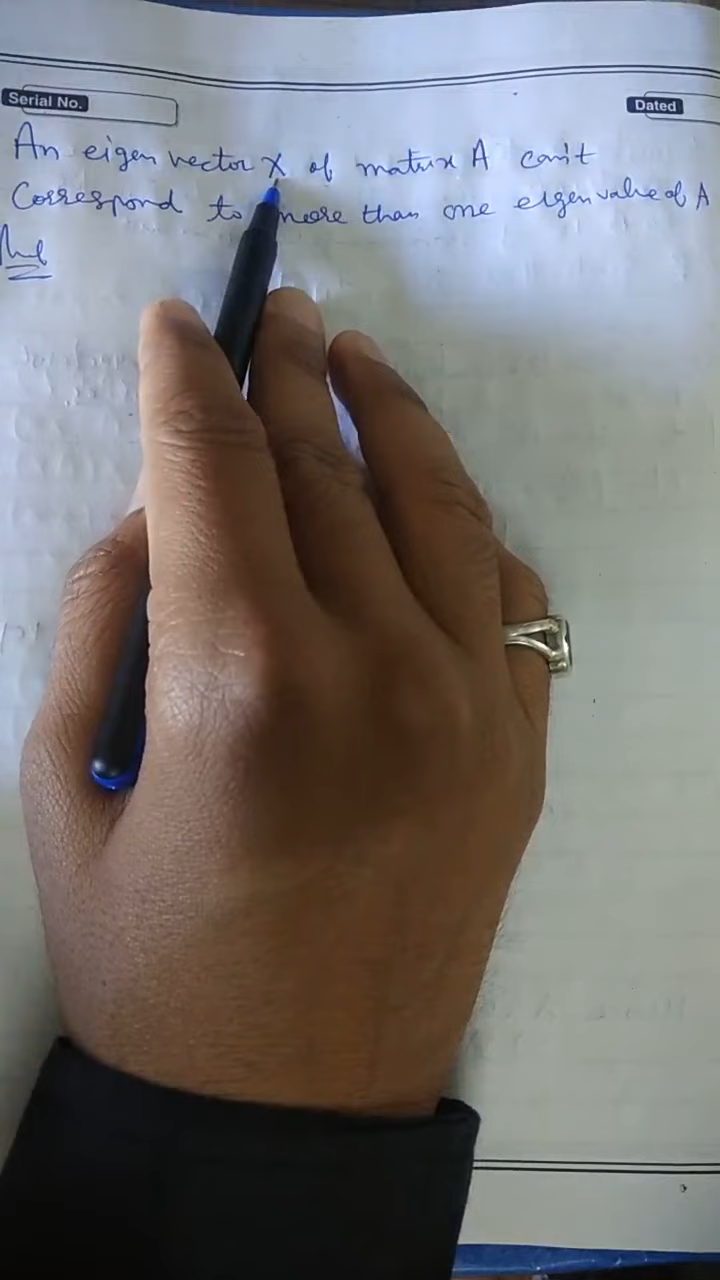 Serial No.
Dated
An eigen vector X of matrix A can't
Correspond to more than one eigen value of A